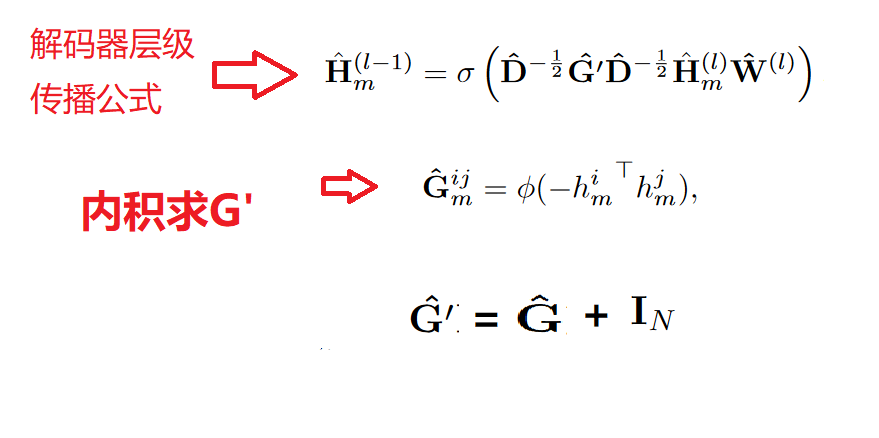 解码器层级
传播公式
Ĥ_m^{(l−1)} = σ(D̂^{−1/2} Ĝ′ D̂^{−1/2} Ĥ_m^{(l)} Ŵ^{(l)})
内积求G'
Ĝ_m^{ij} = ϕ(−h_m^{i⊤} h_m^j),
Ĝ′ = Ĝ + I_N